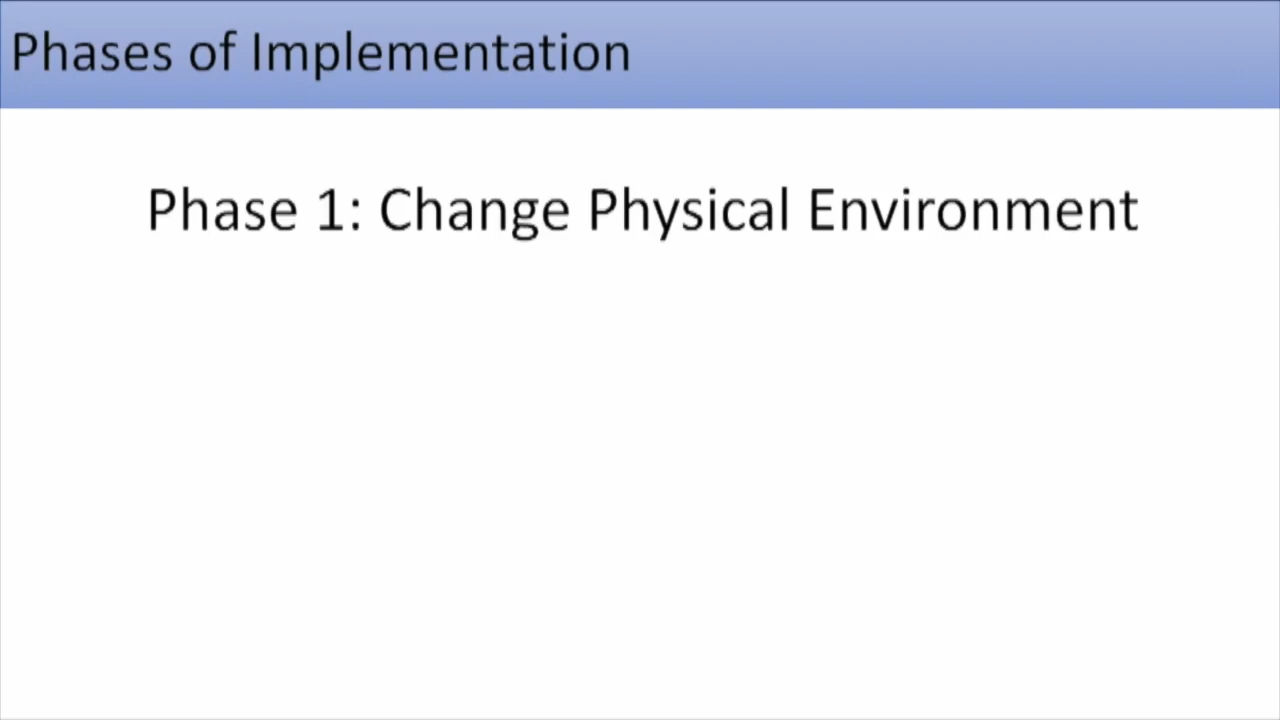 Phases of Implementation
Phase 1: Change Physical Environment